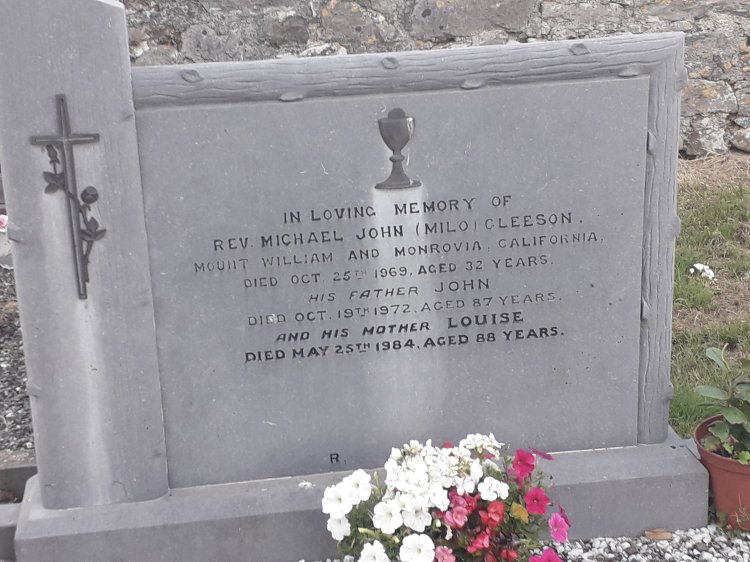 IN LOVING MEMORY OF
REV. MICHAEL JOHN (MILO) GLEESON.
MOUNT WILLIAM AND MONROVIA, CALIFORNIA,
DIED OCT. 25TH 1969, AGED 32 YEARS.
HIS FATHER JOHN
DIED OCT. 19TH 1972, AGED 87 YEARS.
AND HIS MOTHER LOUISE
DIED MAY 25TH 1984, AGED 88 YEARS.
R.